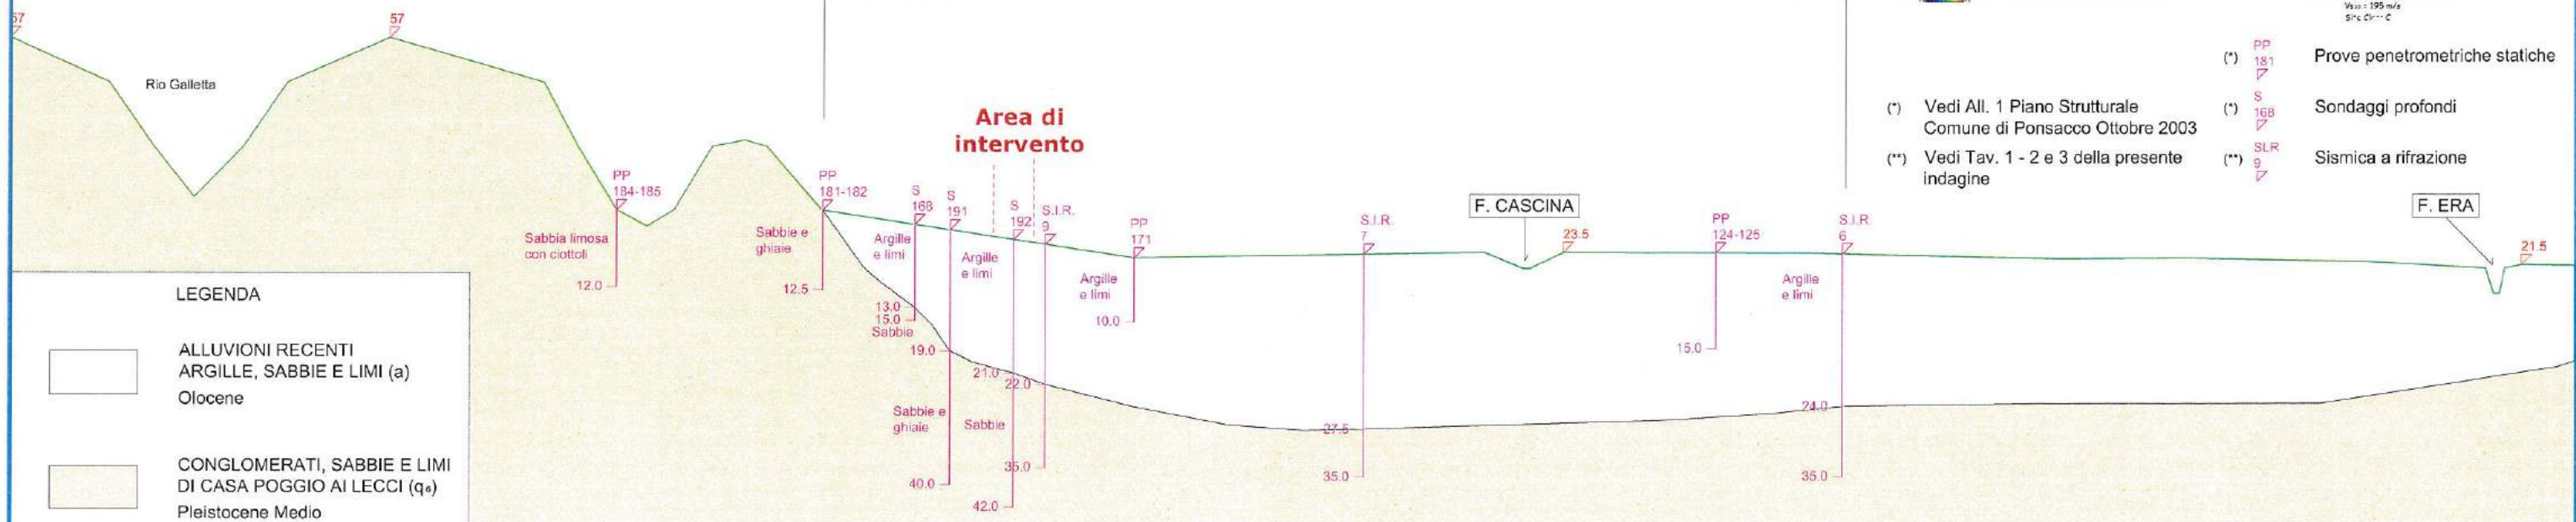 57
57
Rio Galletta
Vs₃₀ = 195 m/s
PP
(*) 181 Prove penetrometriche statiche
(*) Vedi All. 1 Piano Strutturale
Comune di Ponsacco Ottobre 2003
S
(*) 168 Sondaggi profondi
(**) Vedi Tav. 1 - 2 e 3 della presente
indagine
SLR
(**) 9 Sismica a rifrazione
Area di
intervento
PP
184-185
Sabbia limosa
con ciottoli
12.0
PP
181-182
Sabbie e
ghiaie
12.5
S
168
Argille
e limi
13.0
15.0
Sabbie
S
191
Argille
e limi
19.0
Sabbie e
ghiaie
40.0
S
192
21.0
Sabbie
42.0
S.I.R.
9
22.0
35.0
PP
171
Argille
e limi
10.0
S.I.R.
7
27.5
35.0
F. CASCINA
23.5
PP
124-125
15.0
S.I.R.
6
Argille
e limi
24.0
35.0
F. ERA
21.5
LEGENDA
ALLUVIONI RECENTI
ARGILLE, SABBIE E LIMI (a)
Olocene
CONGLOMERATI, SABBIE E LIMI
DI CASA POGGIO AI LECCI (q₆)
Pleistocene Medio